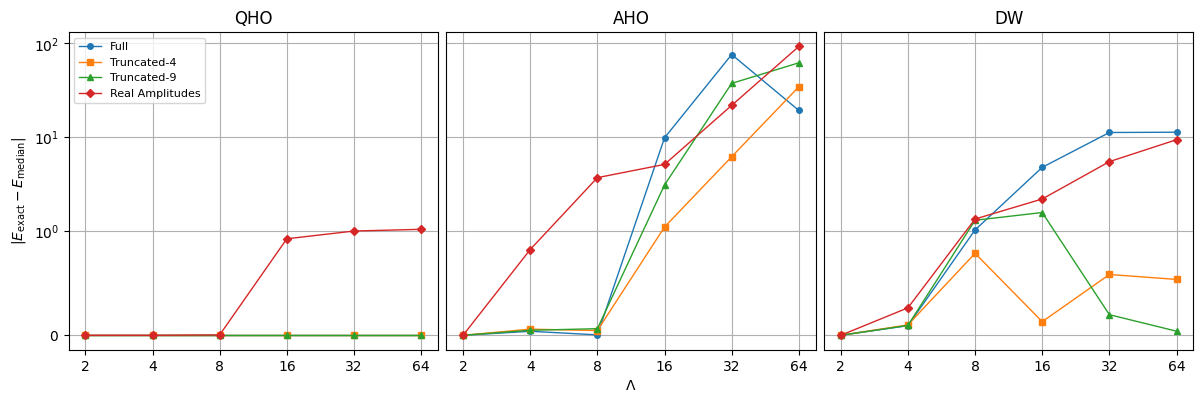 QHO
AHO
DW
Full
Truncated-4
Truncated-9
Real Amplitudes
10²
10¹
10⁰
0
|E_exact − E_median|
2 4 8 16 32 64
2 4 8 16 32 64
2 4 8 16 32 64
Λ